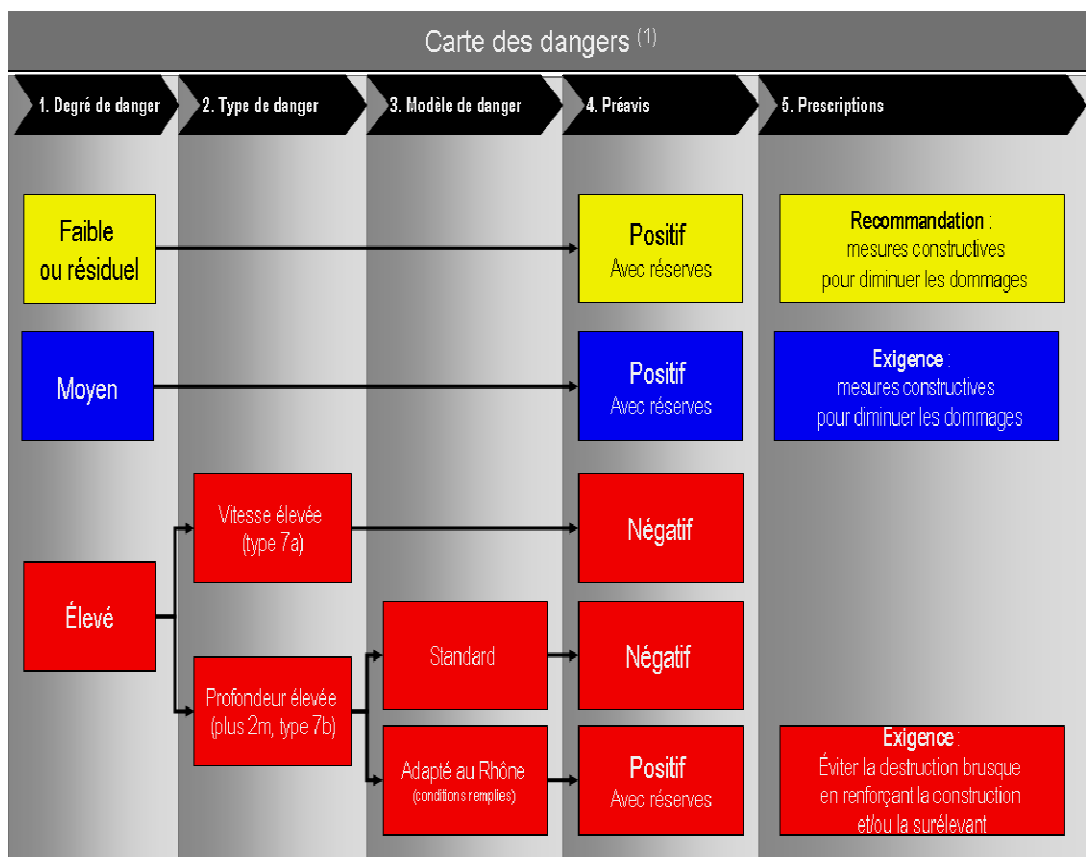 Carte des dangers (1)
1. Degré de danger
2. Type de danger
3. Modèle de danger
4. Préavis
5. Prescriptions
Faible
ou résiduel
Positif
Avec réserves
Recommandation :
mesures constructives
pour diminuer les dommages
Moyen
Positif
Avec réserves
Exigence :
mesures constructives
pour diminuer les dommages
Élevé
Vitesse élevée
(type 7a)
Négatif
Profondeur élevée
(plus 2m, type 7b)
Standard
Négatif
Adapté au Rhône
(conditions remplies)
Positif
Avec réserves
Exigence :
Éviter la destruction brusque
en renforçant la construction
et/ou la surélevant